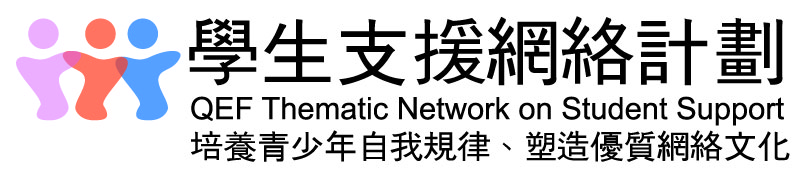 學生支援網絡計劃
QEF Thematic Network on Student Support
培養青少年自我規律、塑造優質網絡文化